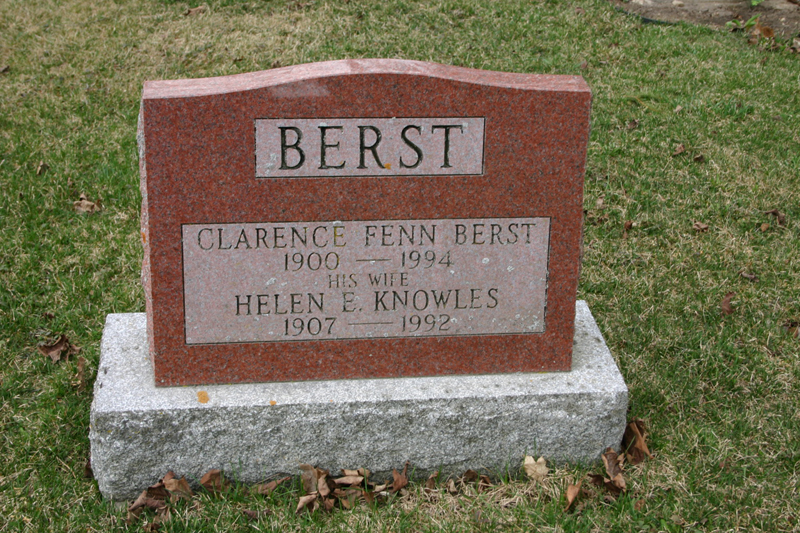 BERST
CLARENCE FENN BERST
1900 — 1994
HIS WIFE
HELEN E. KNOWLES
1907 — 1992